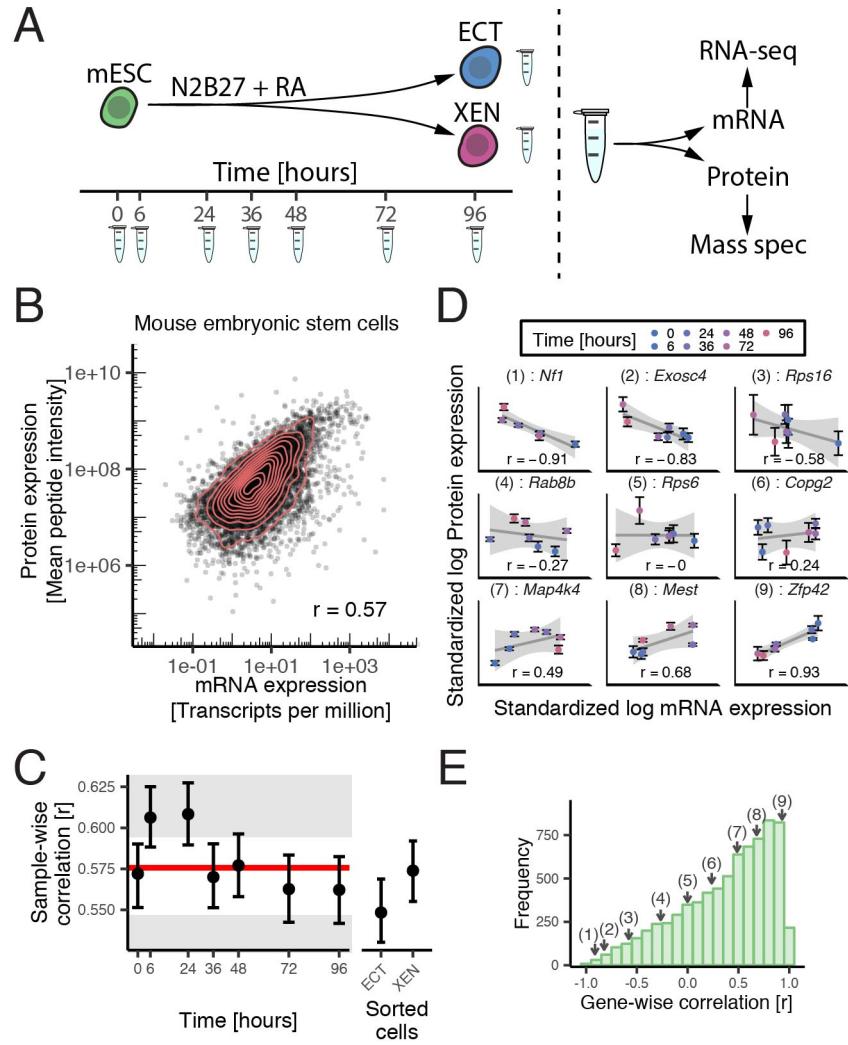 A
mESC
N2B27 + RA
ECT
XEN
Time [hours]
0 6 24 36 48 72 96
RNA-seq
mRNA
Protein
Mass spec
B
Mouse embryonic stem cells
Protein expression
[Mean peptide intensity]
1e+10
1e+08
1e+06
r = 0.57
1e-01 1e+01 1e+03
mRNA expression
[Transcripts per million]
D
Time [hours] 0 24 48 96
6 36 72
Standardized log Protein expression
(1) : Nf1
r = −0.91
(2) : Exosc4
r = −0.83
(3) : Rps16
r = −0.58
(4) : Rab8b
r = −0.27
(5) : Rps6
r = −0
(6) : Copg2
r = 0.24
(7) : Map4k4
r = 0.49
(8) : Mest
r = 0.68
(9) : Zfp42
r = 0.93
Standardized log mRNA expression
C
Sample-wise
correlation [r]
0.625
0.600
0.575
0.550
0 6 24 36 48 72 96
Time [hours]
ECT XEN
Sorted
cells
E
Frequency
750
500
250
0
(1) (2) (3) (4) (5) (6) (7) (8) (9)
-1.0 -0.5 0.0 0.5 1.0
Gene-wise correlation [r]